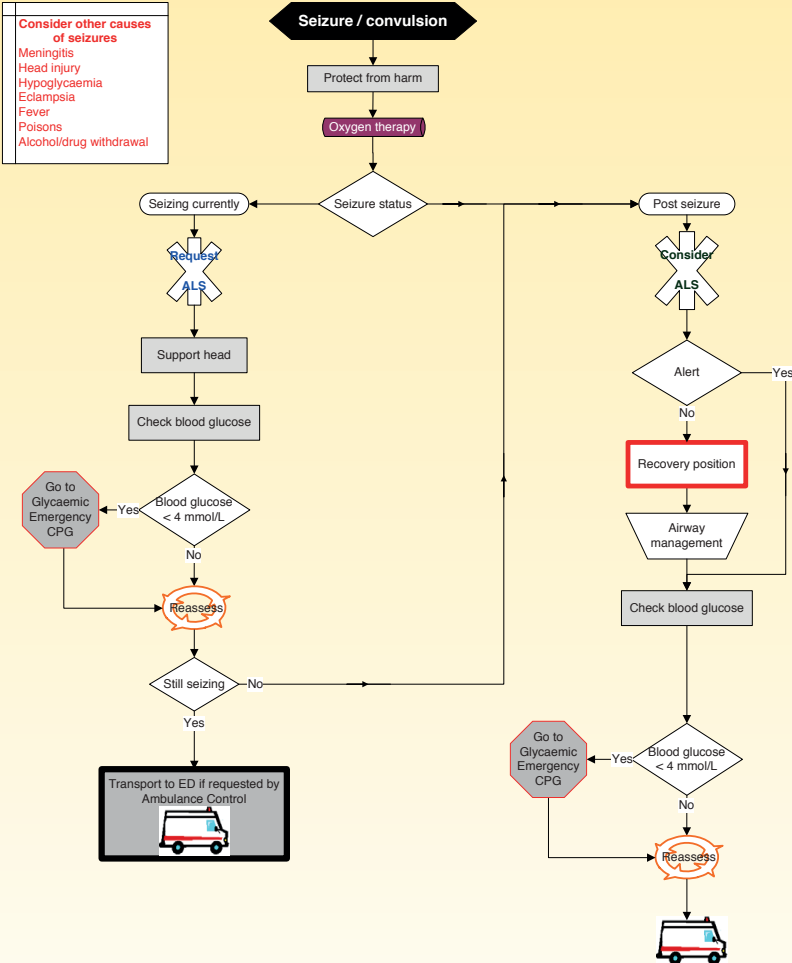 Consider other causes
of seizures
Meningitis
Head injury
Hypoglycaemia
Eclampsia
Fever
Poisons
Alcohol/drug withdrawal
Seizure / convulsion
Protect from harm
Oxygen therapy
Seizing currently
Seizure status
Post seizure
Request
ALS
Consider
ALS
Support head
Alert
Yes
No
Check blood glucose
Recovery position
Go to
Glycaemic
Emergency
CPG
Yes
Blood glucose
< 4 mmol/L
No
Airway
management
Reassess
Check blood glucose
Still seizing
No
Yes
Transport to ED if requested by
Ambulance Control
Go to
Glycaemic
Emergency
CPG
Yes
Blood glucose
< 4 mmol/L
No
Reassess